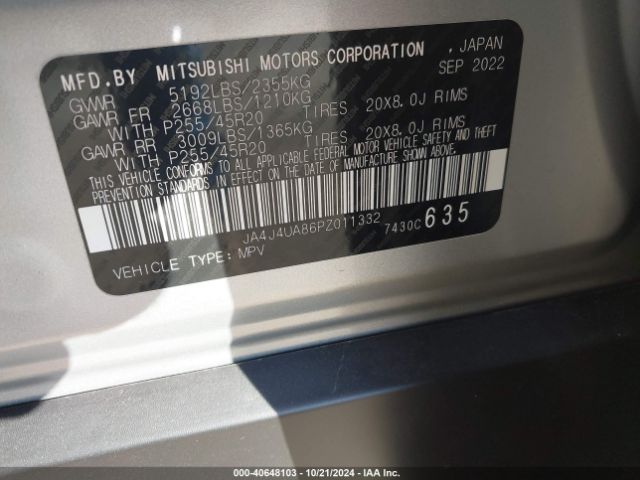 MFD.BY MITSUBISHI MOTORS CORPORATION , JAPAN
SEP 2022
GVWR 5192LBS/2355KG
GAWR FR 2668LBS/1210KG
WITH P255/45R20 TIRES, 20X8.0J RIMS
GAWR RR 3009LBS/1365KG
WITH P255/45R20 TIRES, 20X8.0J RIMS
THIS VEHICLE CONFORMS TO ALL APPLICABLE FEDERAL MOTOR VEHICLE SAFETY AND THEFT
PREVENTION STANDARDS IN EFFECT ON THE DATE OF MANUFACTURE SHOWN ABOVE.
JA4J4UA86PZ011332
7430C 635
VEHICLE TYPE: MPV
000-40648103 - 10/21/2024 - IAA Inc.